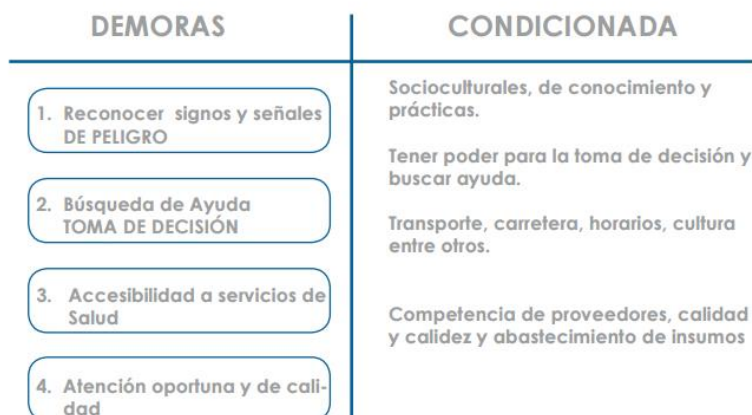 DEMORAS
CONDICIONADA
1. Reconocer signos y señales
DE PELIGRO
2. Búsqueda de Ayuda
TOMA DE DECISIÓN
3. Accesibilidad a servicios de
Salud
4. Atención oportuna y de cali-
dad
Socioculturales, de conocimiento y
prácticas.
Tener poder para la toma de decisión y
buscar ayuda.
Transporte, carretera, horarios, cultura
entre otros.
Competencia de proveedores, calidad
y calidez y abastecimiento de insumos